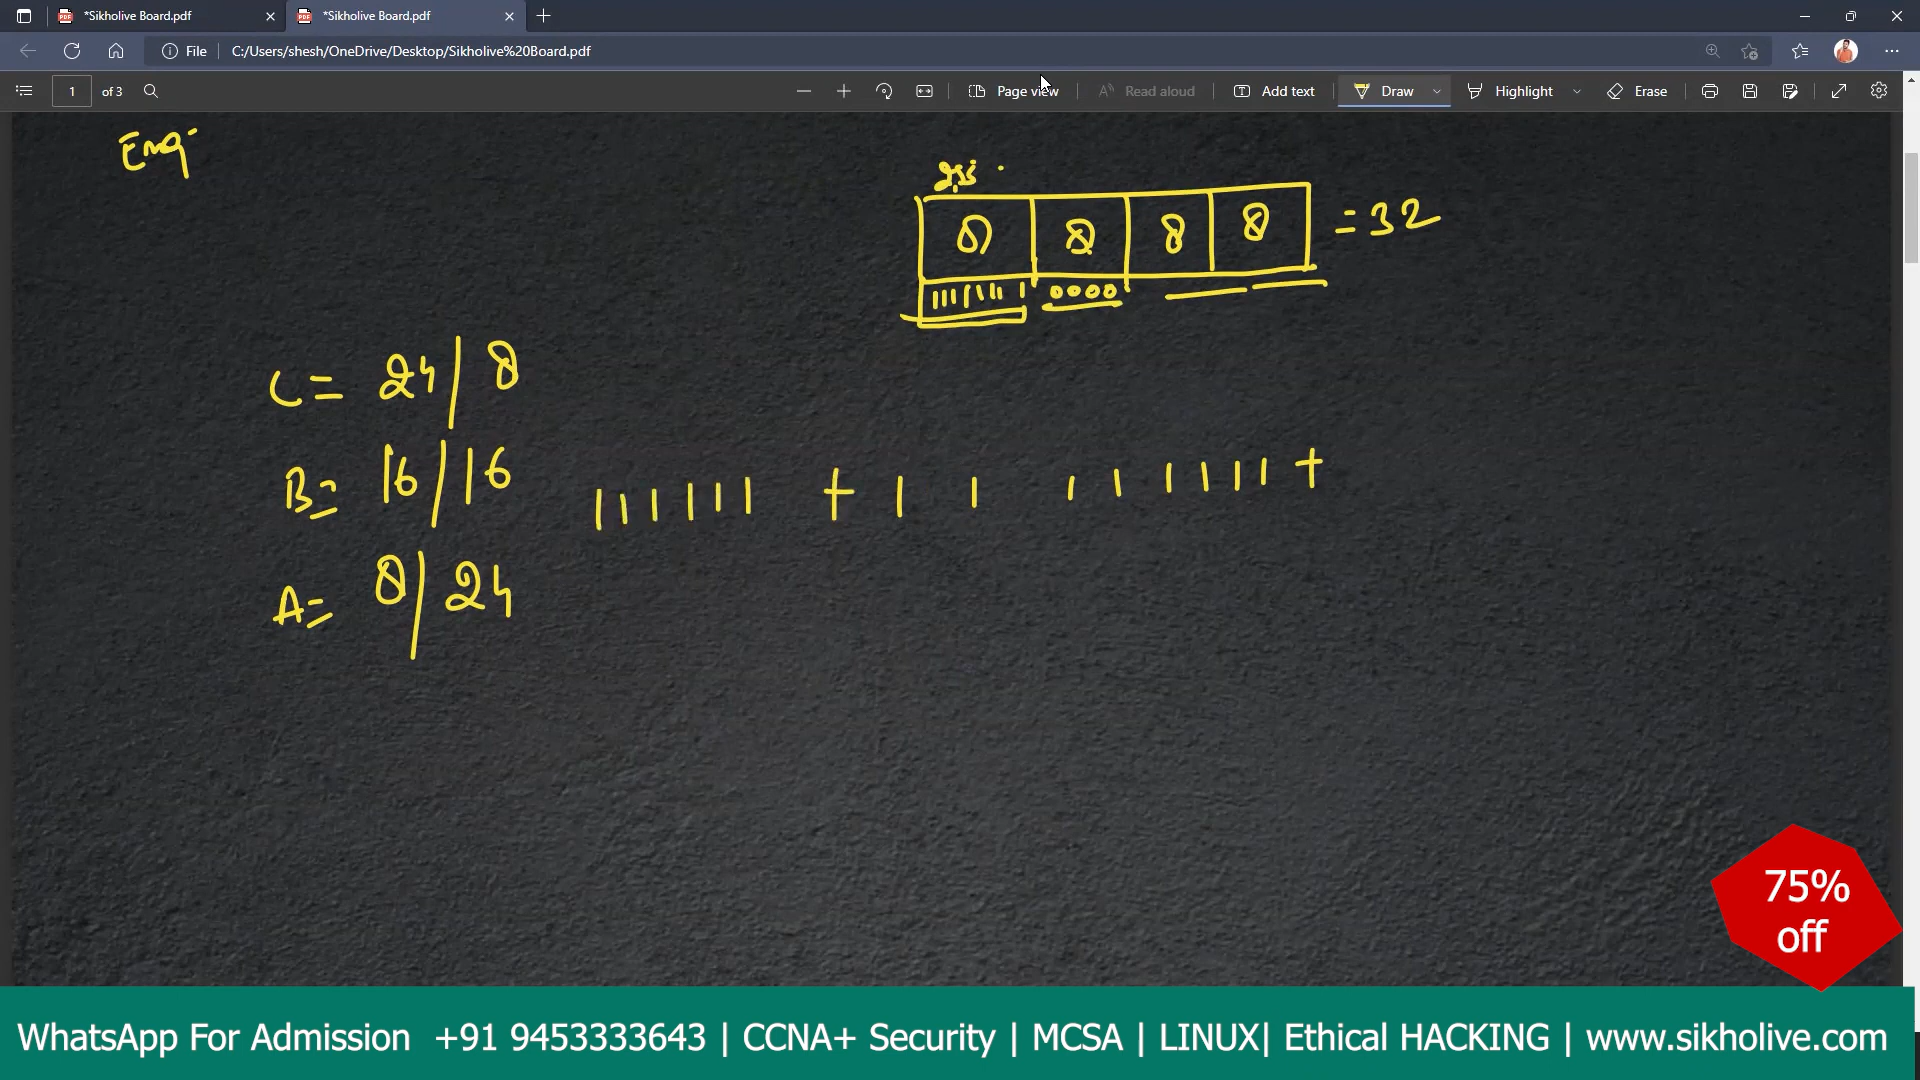 *Sikholive Board.pdf
*Sikholive Board.pdf
File C:/Users/shesh/OneDrive/Desktop/Sikholive%20Board.pdf
1 of 3 Page view Read aloud Add text Draw Highlight Erase
Eng
8 8 8 8 = 32
0000
C = 24 / 8
B = 16 / 16
A = 8 / 24
75%
off
WhatsApp For Admission +91 9453333643 | CCNA+ Security | MCSA | LINUX| Ethical HACKING | www.sikholive.com